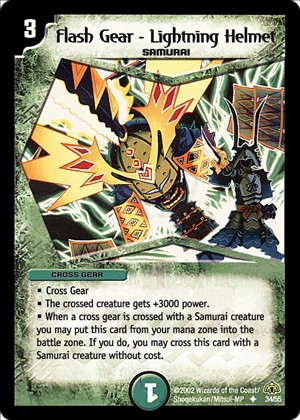 3
Flash Gear - Lightning Helmet
SAMURAI
CROSS GEAR
■ Cross Gear
■ The crossed creature gets +3000 power.
■ When a cross gear is crossed with a Samurai creature
you may put this card from your mana zone into the
battle zone. If you do, you may cross this card with a
Samurai creature without cost.
1
©2002 Wizards of the Coast/
Shogakukan/Mitsui-MP
34/55